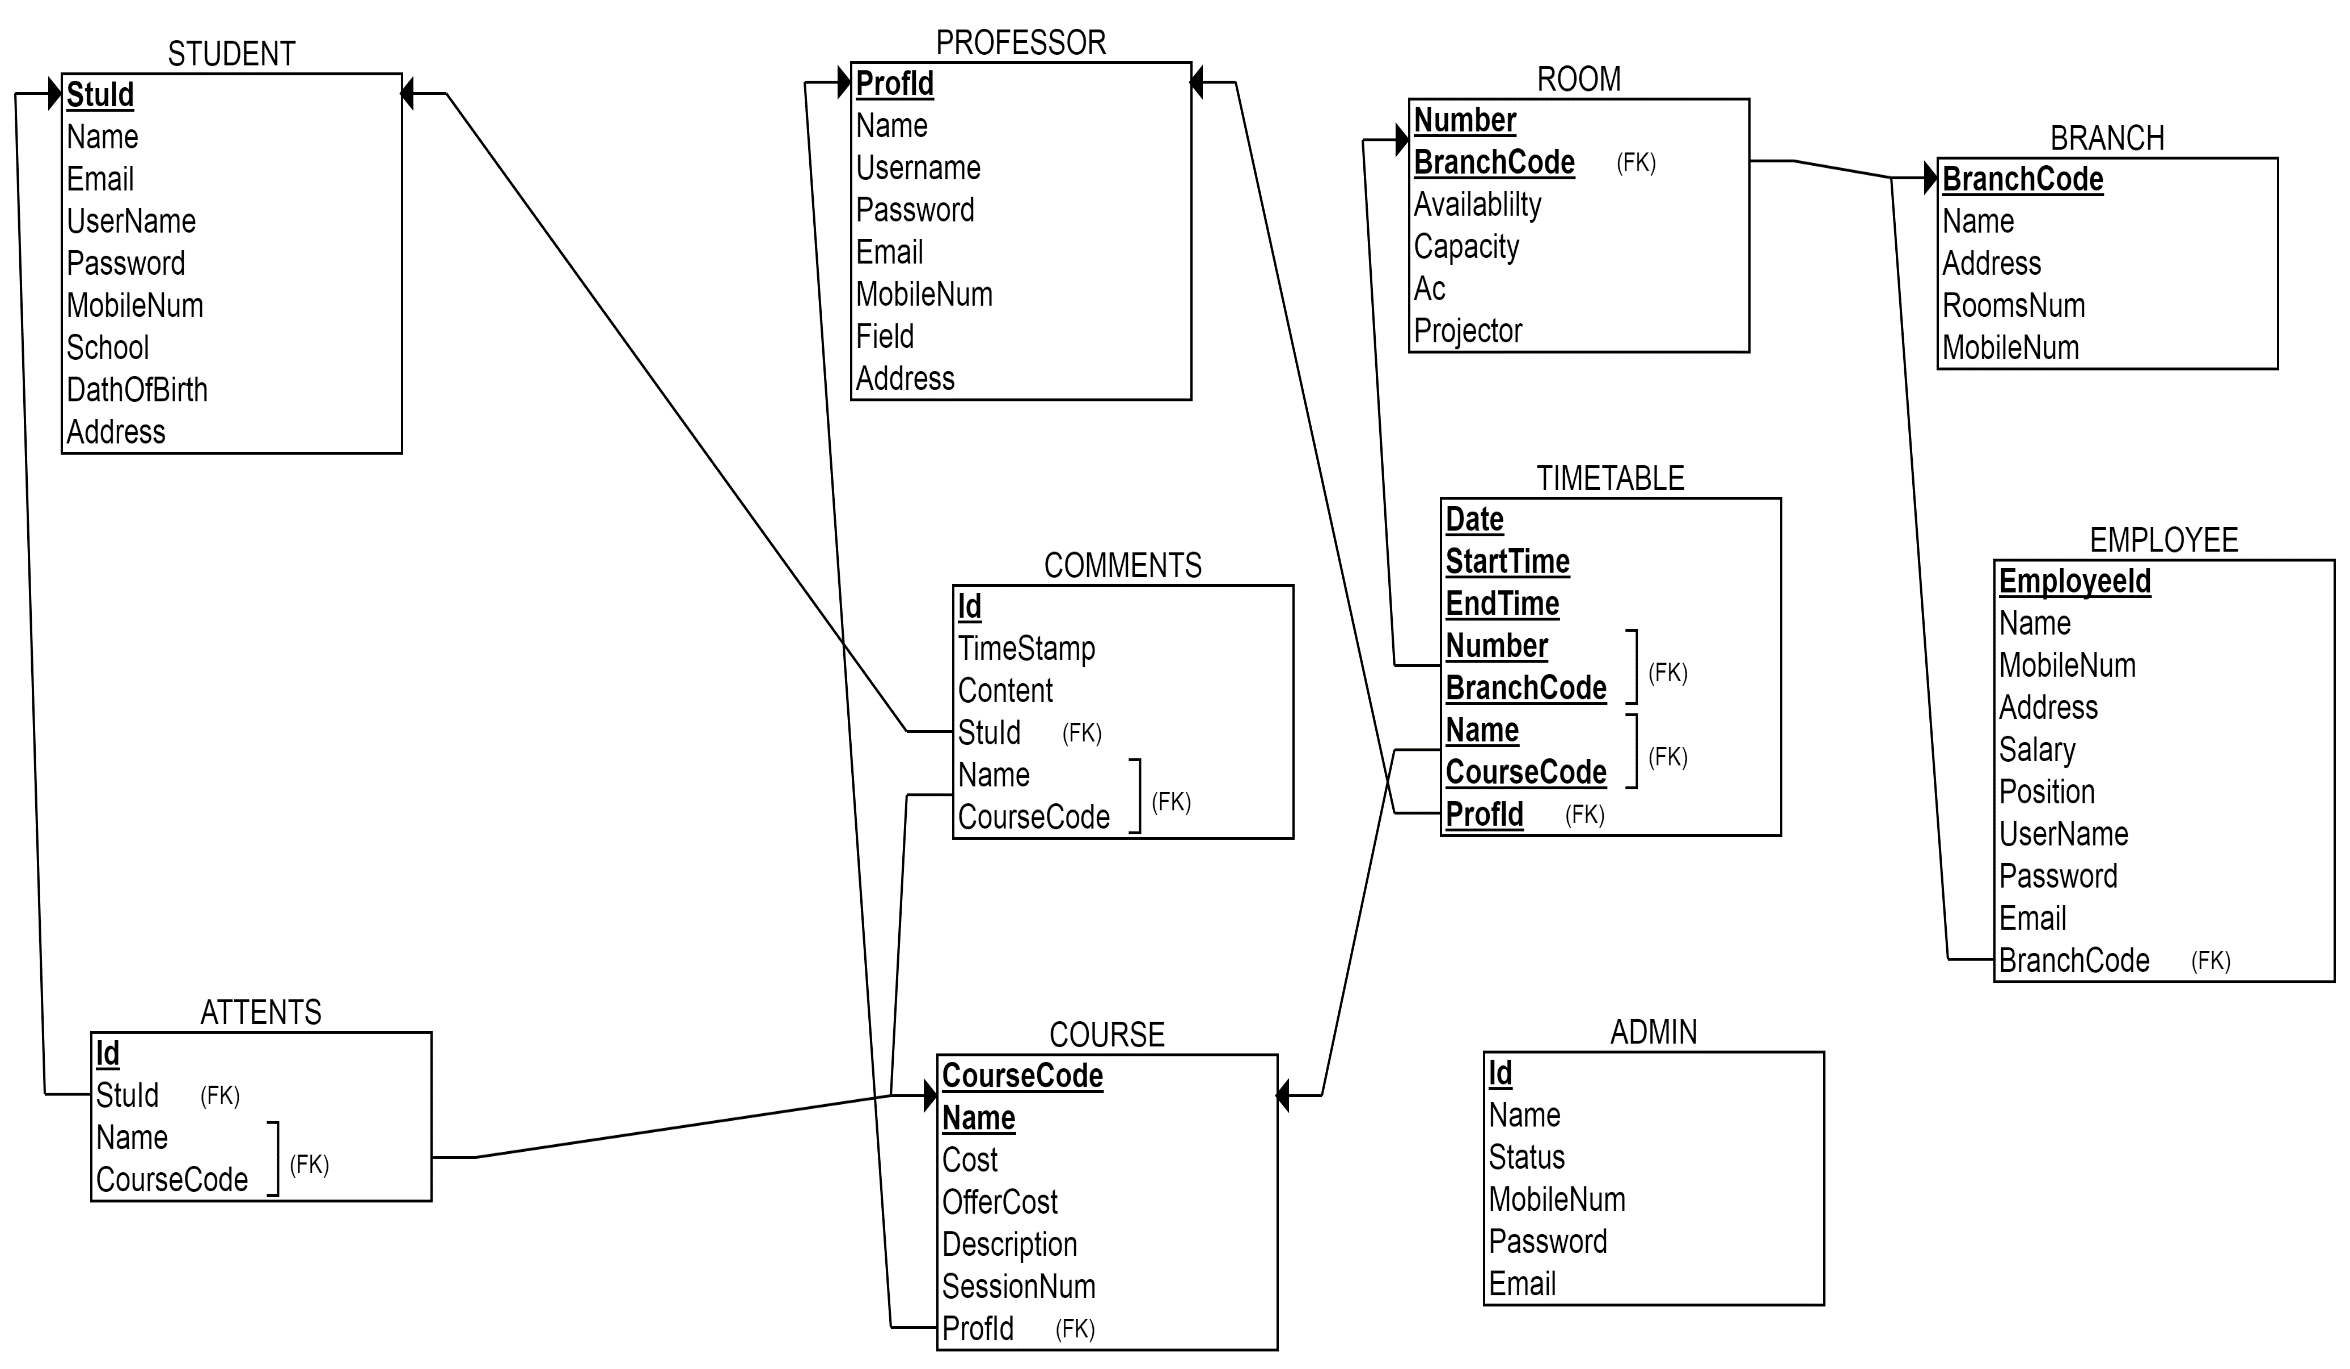 STUDENT
StuId
Name
Email
UserName
Password
MobileNum
School
DathOfBirth
Address
PROFESSOR
ProfId
Name
Username
Password
Email
MobileNum
Field
Address
ROOM
Number
BranchCode (FK)
Availablilty
Capacity
Ac
Projector
BRANCH
BranchCode
Name
Address
RoomsNum
MobileNum
COMMENTS
Id
TimeStamp
Content
StuId (FK)
Name
CourseCode
(FK)
TIMETABLE
Date
StartTime
EndTime
Number
BranchCode
(FK)
Name
CourseCode
(FK)
ProfId (FK)
EMPLOYEE
EmployeeId
Name
MobileNum
Address
Salary
Position
UserName
Password
Email
BranchCode (FK)
ATTENTS
Id
StuId (FK)
Name
CourseCode
(FK)
COURSE
CourseCode
Name
Cost
OfferCost
Description
SessionNum
ProfId (FK)
ADMIN
Id
Name
Status
MobileNum
Password
Email